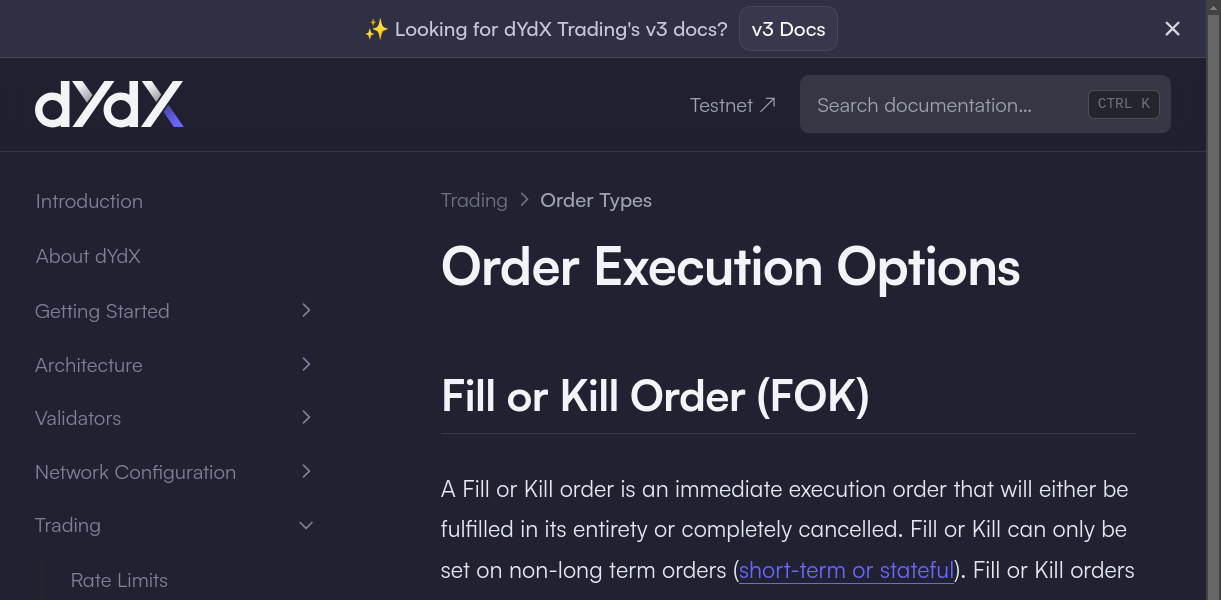 ✨ Looking for dYdX Trading's v3 docs? v3 Docs
dYdX
Testnet ↗ Search documentation… CTRL K
Introduction
About dYdX
Getting Started
Architecture
Validators
Network Configuration
Trading
Rate Limits
Trading > Order Types
Order Execution Options
Fill or Kill Order (FOK)
A Fill or Kill order is an immediate execution order that will either be
fulfilled in its entirety or completely cancelled. Fill or Kill can only be
set on non-long term orders (short-term or stateful). Fill or Kill orders